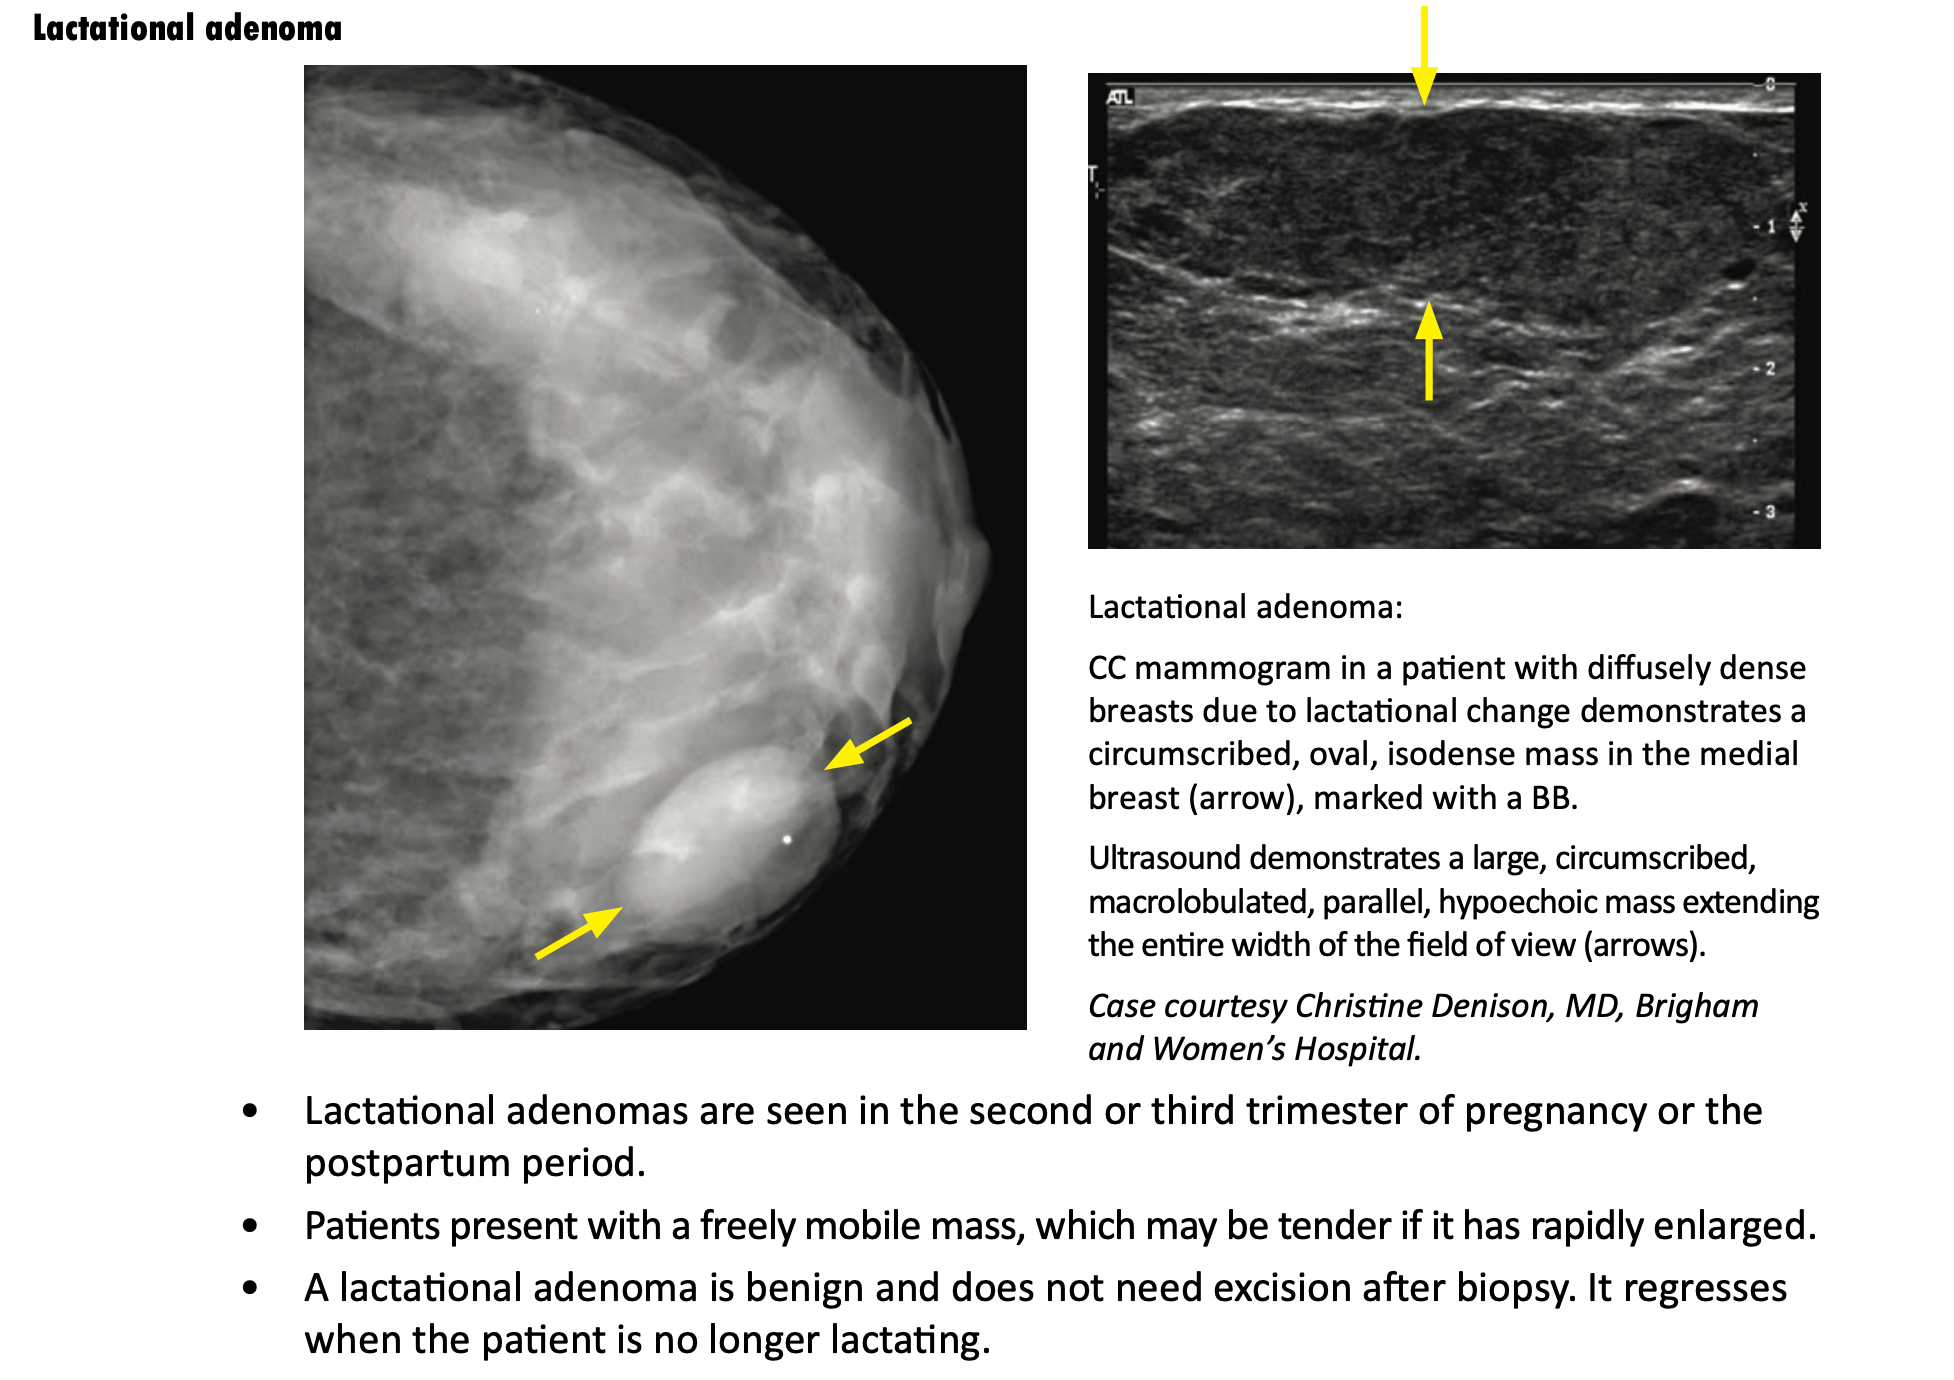 Lactational adenoma
ATL
0
T
x
- 1
- 2
- 3
Lactational adenoma:
CC mammogram in a patient with diffusely dense
breasts due to lactational change demonstrates a
circumscribed, oval, isodense mass in the medial
breast (arrow), marked with a BB.
Ultrasound demonstrates a large, circumscribed,
macrolobulated, parallel, hypoechoic mass extending
the entire width of the field of view (arrows).
Case courtesy Christine Denison, MD, Brigham
and Women’s Hospital.
• Lactational adenomas are seen in the second or third trimester of pregnancy or the
postpartum period.
• Patients present with a freely mobile mass, which may be tender if it has rapidly enlarged.
• A lactational adenoma is benign and does not need excision after biopsy. It regresses
when the patient is no longer lactating.